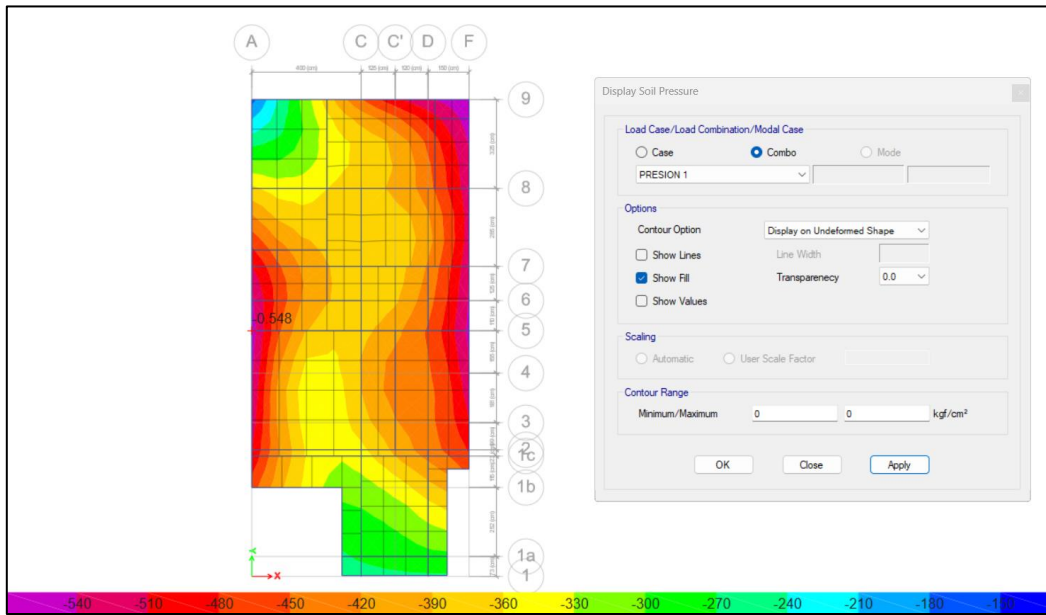 A C C' D F
400 (cm) 125 (cm) 120 (cm) 150 (cm)
9
8
7
6
5
-0.548
4
3
2
1c
1b
1a
1
Y
X
Display Soil Pressure
Load Case/Load Combination/Modal Case
Case Combo Mode
PRESION 1
Options
Contour Option Display on Undeformed Shape
Show Lines Line Width
Show Fill Transparenecy 0.0
Show Values
Scaling
Automatic User Scale Factor
Contour Range
Minimum/Maximum 0 0 kgf/cm²
OK Close Apply
-540 -510 -480 -450 -420 -390 -360 -330 -300 -270 -240 -210 -180